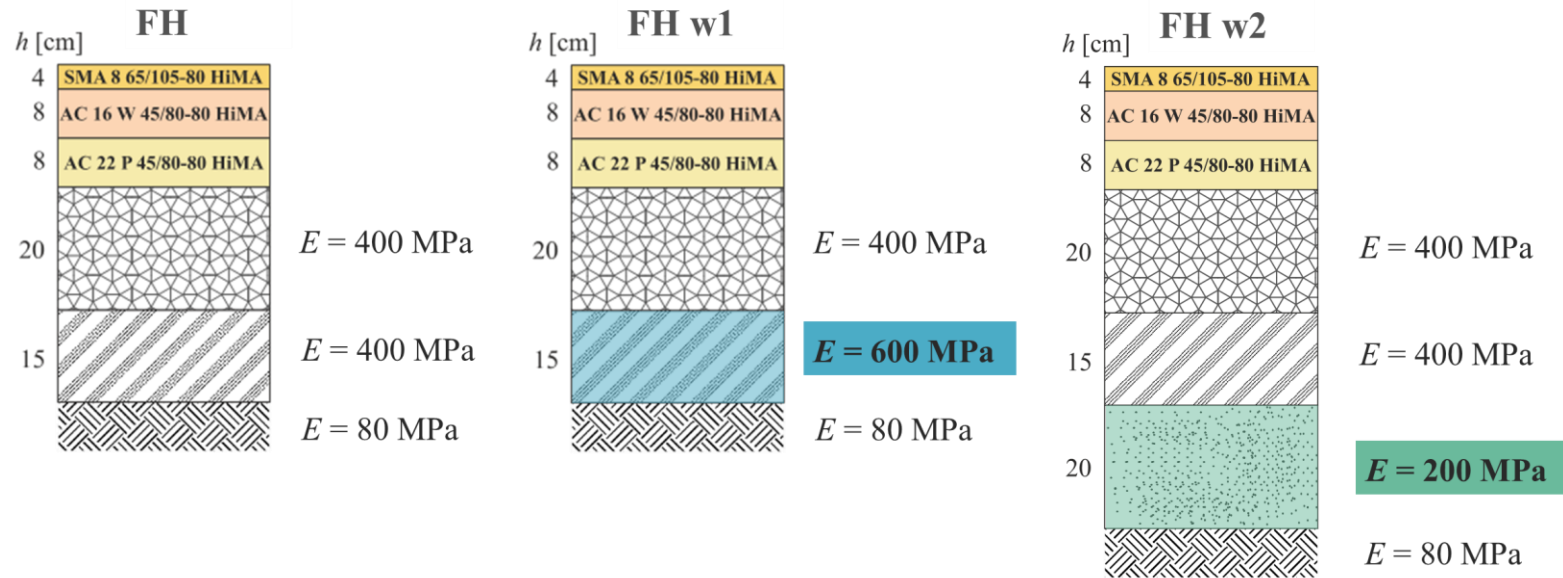 FH
h [cm]
4 SMA 8 65/105-80 HiMA
8 AC 16 W 45/80-80 HiMA
8 AC 22 P 45/80-80 HiMA
20 E = 400 MPa
15 E = 400 MPa
E = 80 MPa
FH w1
h [cm]
4 SMA 8 65/105-80 HiMA
8 AC 16 W 45/80-80 HiMA
8 AC 22 P 45/80-80 HiMA
20 E = 400 MPa
15 E = 600 MPa
E = 80 MPa
FH w2
h [cm]
4 SMA 8 65/105-80 HiMA
8 AC 16 W 45/80-80 HiMA
8 AC 22 P 45/80-80 HiMA
20 E = 400 MPa
15 E = 400 MPa
20 E = 200 MPa
E = 80 MPa